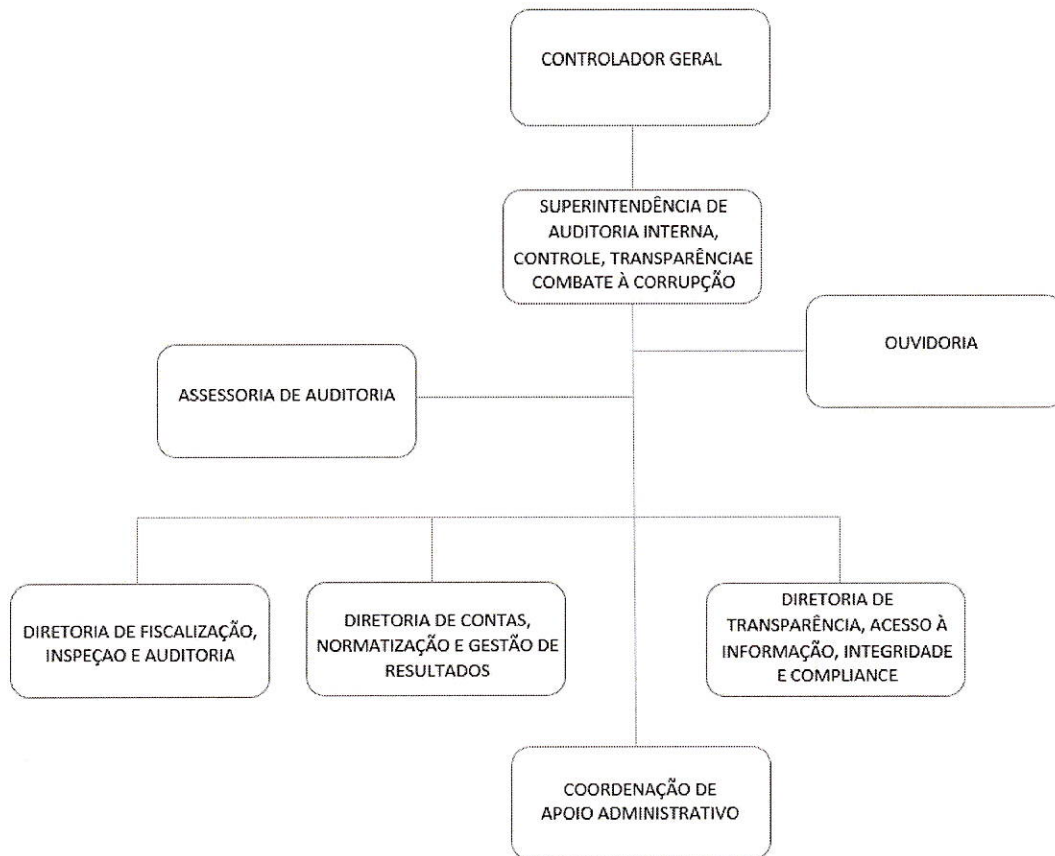 CONTROLADOR GERAL
SUPERINTENDÊNCIA DE
AUDITORIA INTERNA,
CONTROLE, TRANSPARÊNCIAE
COMBATE À CORRUPÇÃO
OUVIDORIA
ASSESSORIA DE AUDITORIA
DIRETORIA DE FISCALIZAÇÃO,
INSPEÇAO E AUDITORIA
DIRETORIA DE CONTAS,
NORMATIZAÇÃO E GESTÃO DE
RESULTADOS
DIRETORIA DE
TRANSPARÊNCIA, ACESSO À
INFORMAÇÃO, INTEGRIDADE
E COMPLIANCE
COORDENAÇÃO DE
APOIO ADMINISTRATIVO